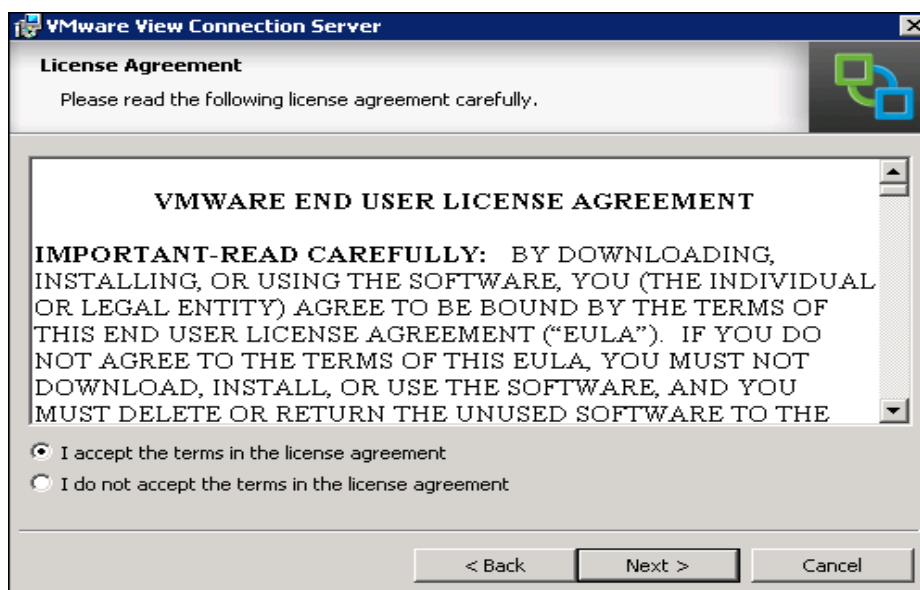 VMware View Connection Server
License Agreement
Please read the following license agreement carefully.
VMWARE END USER LICENSE AGREEMENT
IMPORTANT-READ CAREFULLY: BY DOWNLOADING,
INSTALLING, OR USING THE SOFTWARE, YOU (THE INDIVIDUAL
OR LEGAL ENTITY) AGREE TO BE BOUND BY THE TERMS OF
THIS END USER LICENSE AGREEMENT (“EULA”). IF YOU DO
NOT AGREE TO THE TERMS OF THIS EULA, YOU MUST NOT
DOWNLOAD, INSTALL, OR USE THE SOFTWARE, AND YOU
MUST DELETE OR RETURN THE UNUSED SOFTWARE TO THE
I accept the terms in the license agreement
I do not accept the terms in the license agreement
< Back Next > Cancel